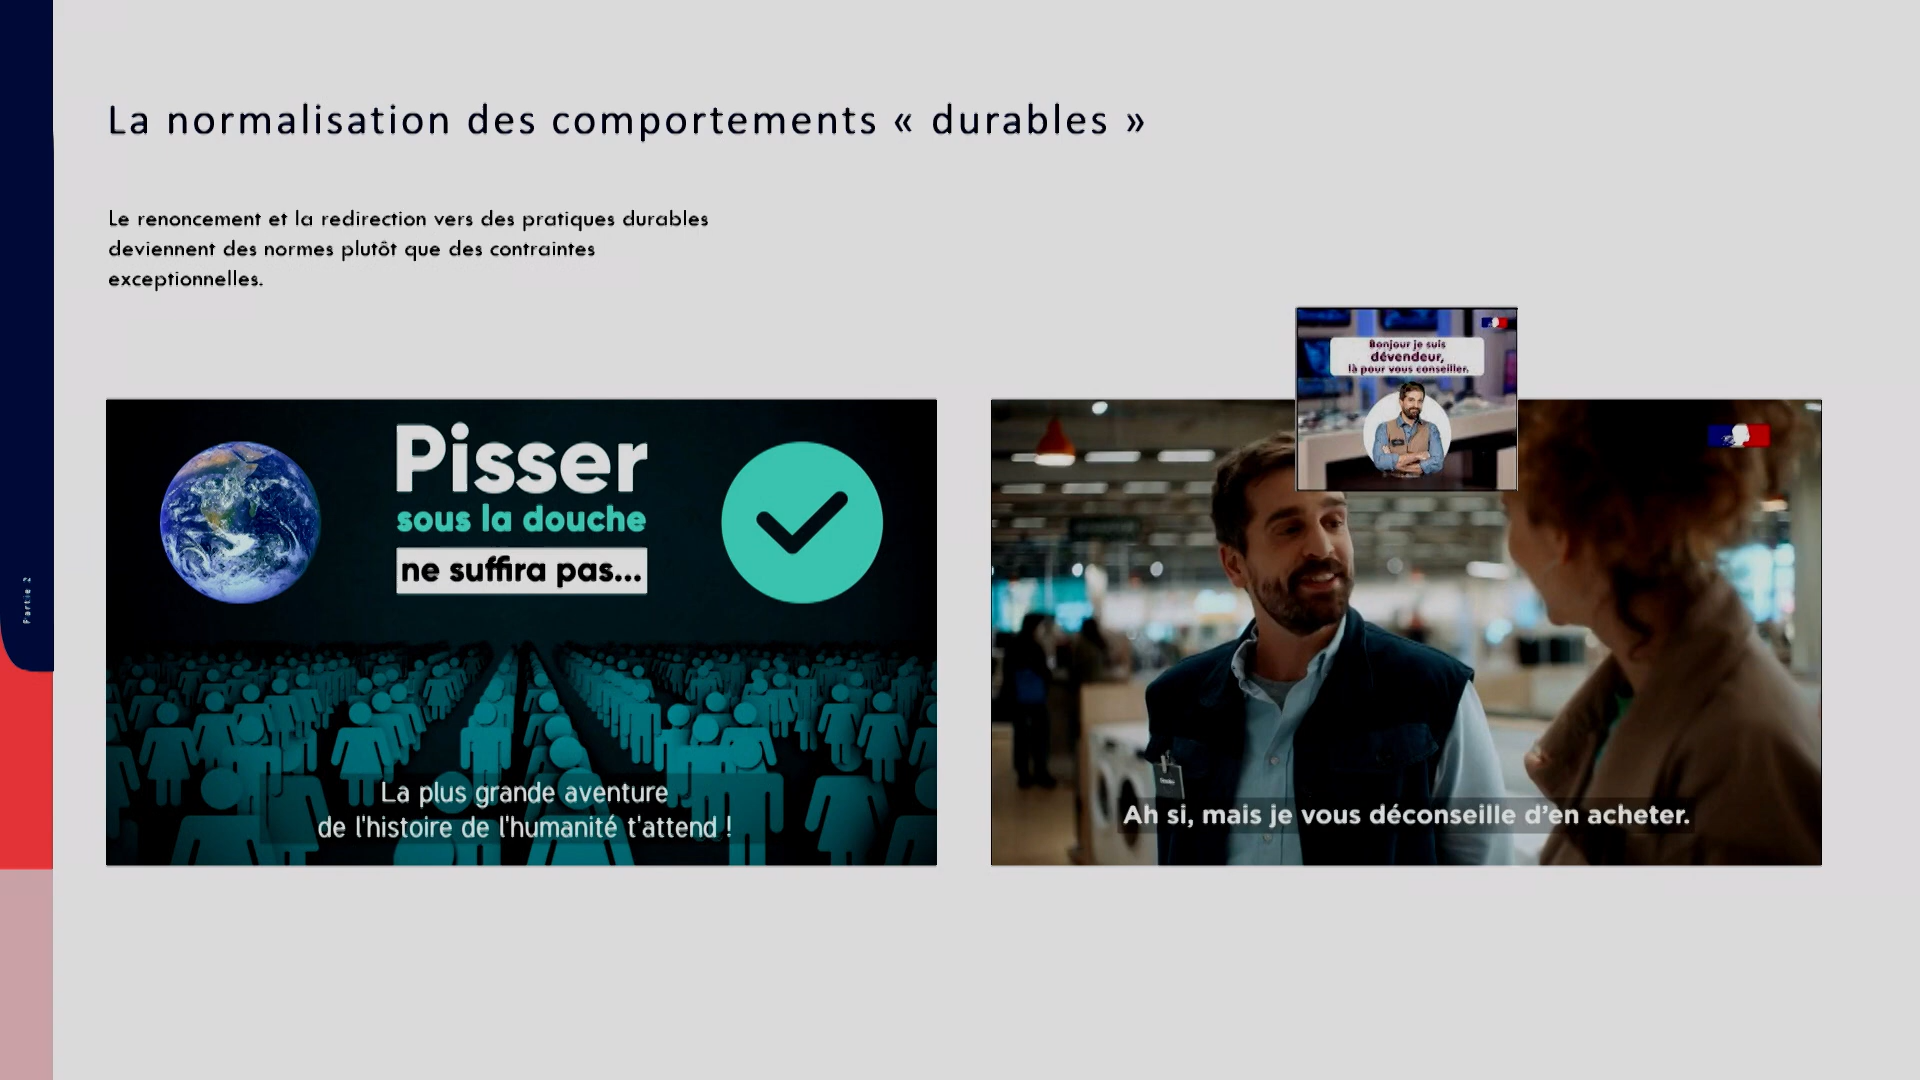 La normalisation des comportements « durables »
Le renoncement et la redirection vers des pratiques durables
deviennent des normes plutôt que des contraintes
exceptionnelles.
Bonjour je suis
dévendeur,
là pour vous conseiller.
Pisser
sous la douche
ne suffira pas...
La plus grande aventure
de l'histoire de l'humanité t'attend !
Ah si, mais je vous déconseille d’en acheter.
Partie 2